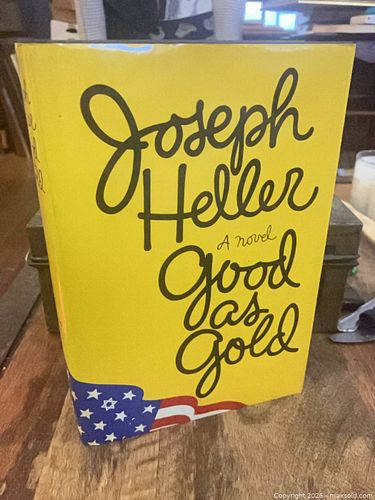 Joseph
Heller
A novel
Good
as
Gold
Copyright 2026 - maxsold.com